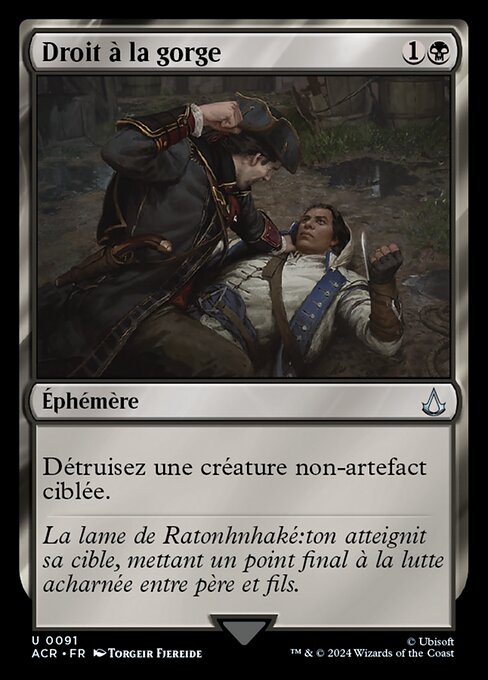 Droit à la gorge 1
Éphémère
Détruisez une créature non-artefact
ciblée.
La lame de Ratonhnhaké:ton atteignit
sa cible, mettant un point final à la lutte
acharnée entre père et fils.
U 0091 © Ubisoft
ACR • FR Torgeir Fjereide ™ & © 2024 Wizards of the Coast